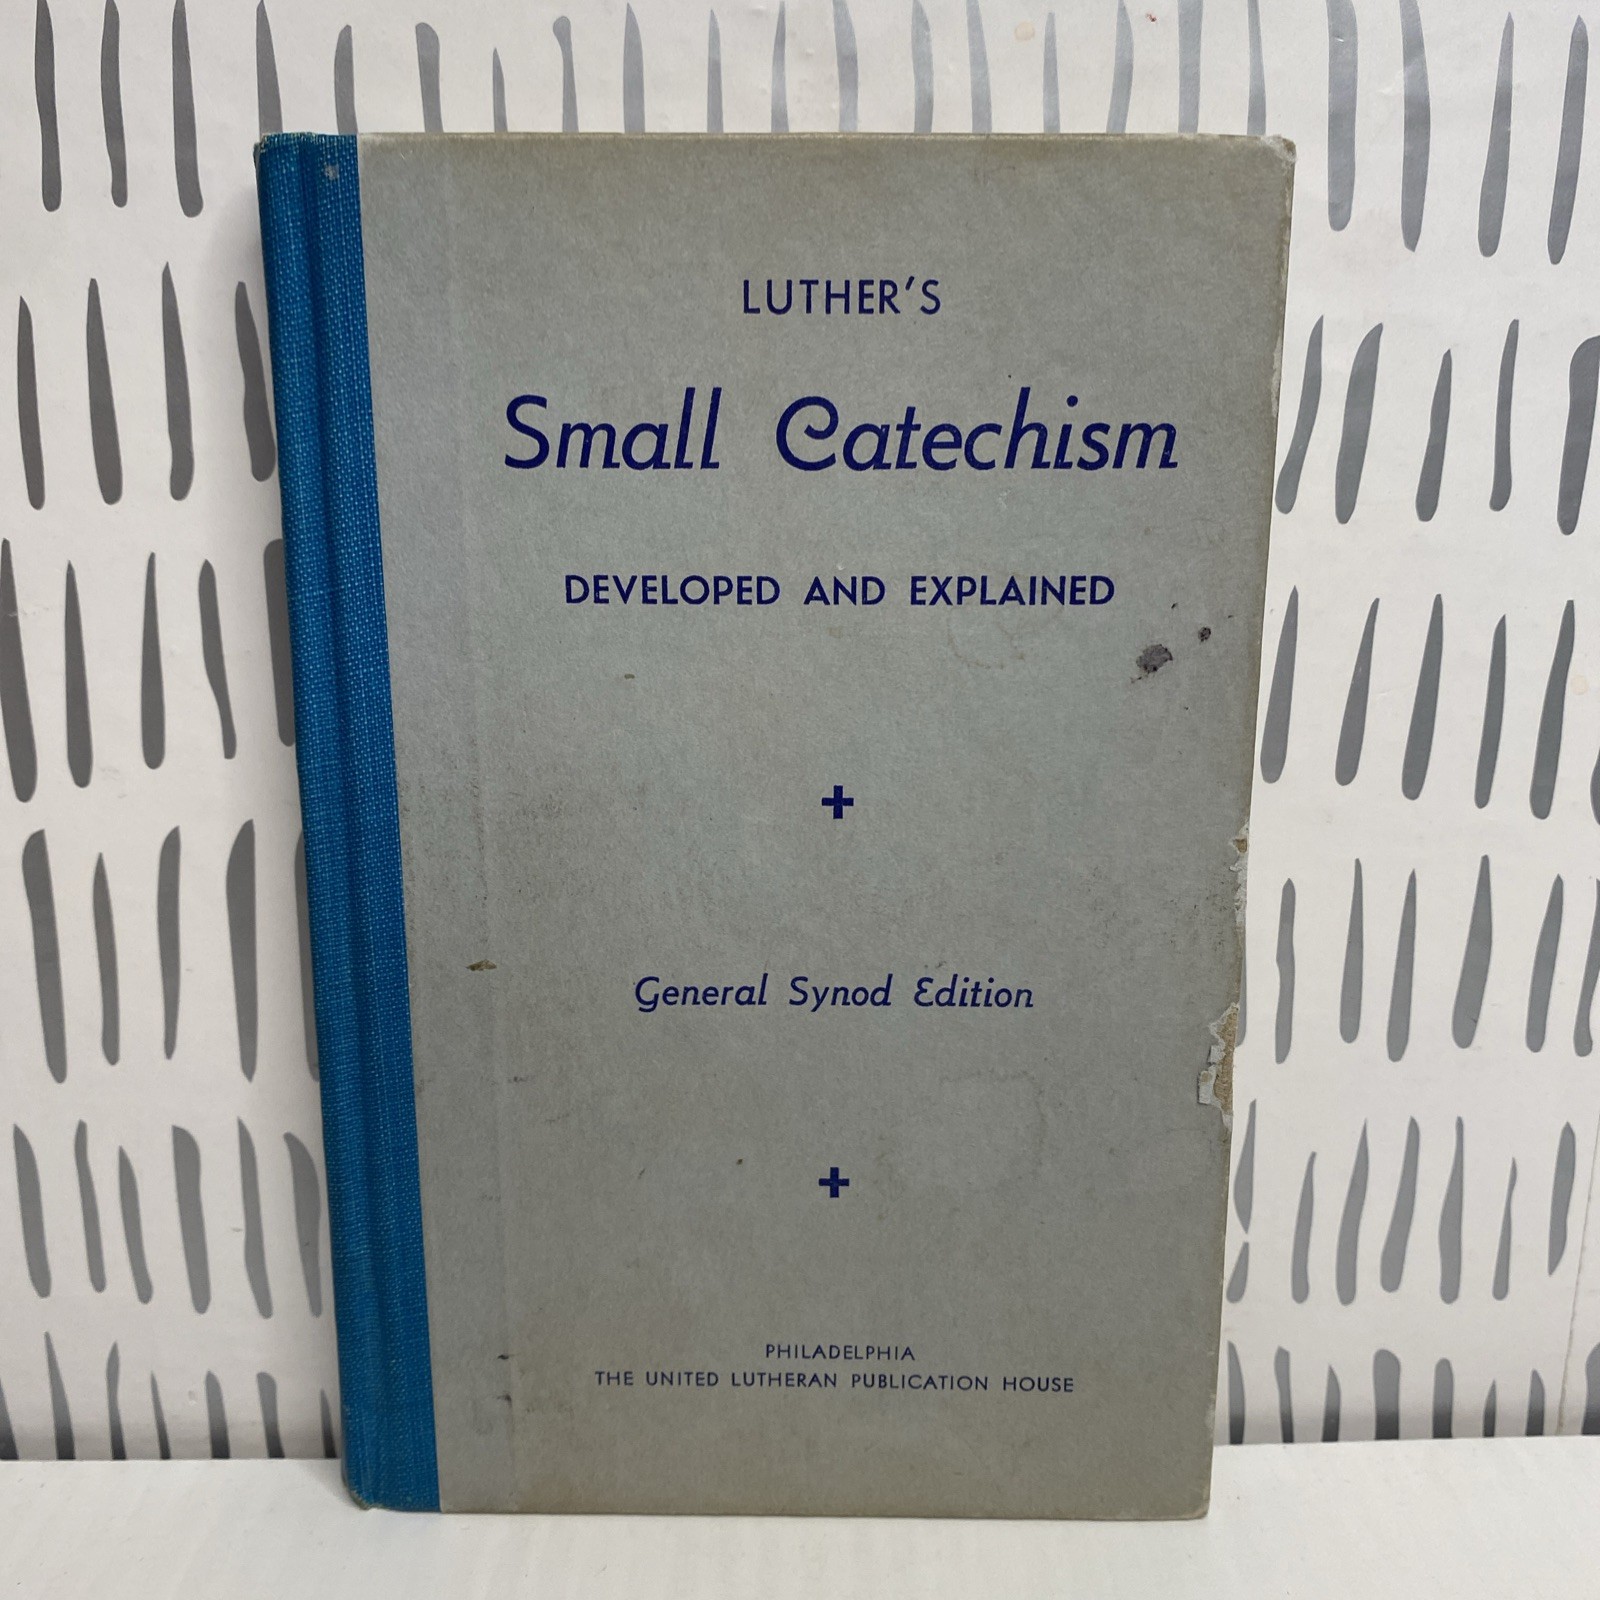 LUTHER'S
Small Catechism
DEVELOPED AND EXPLAINED
General Synod Edition
PHILADELPHIA
THE UNITED LUTHERAN PUBLICATION HOUSE